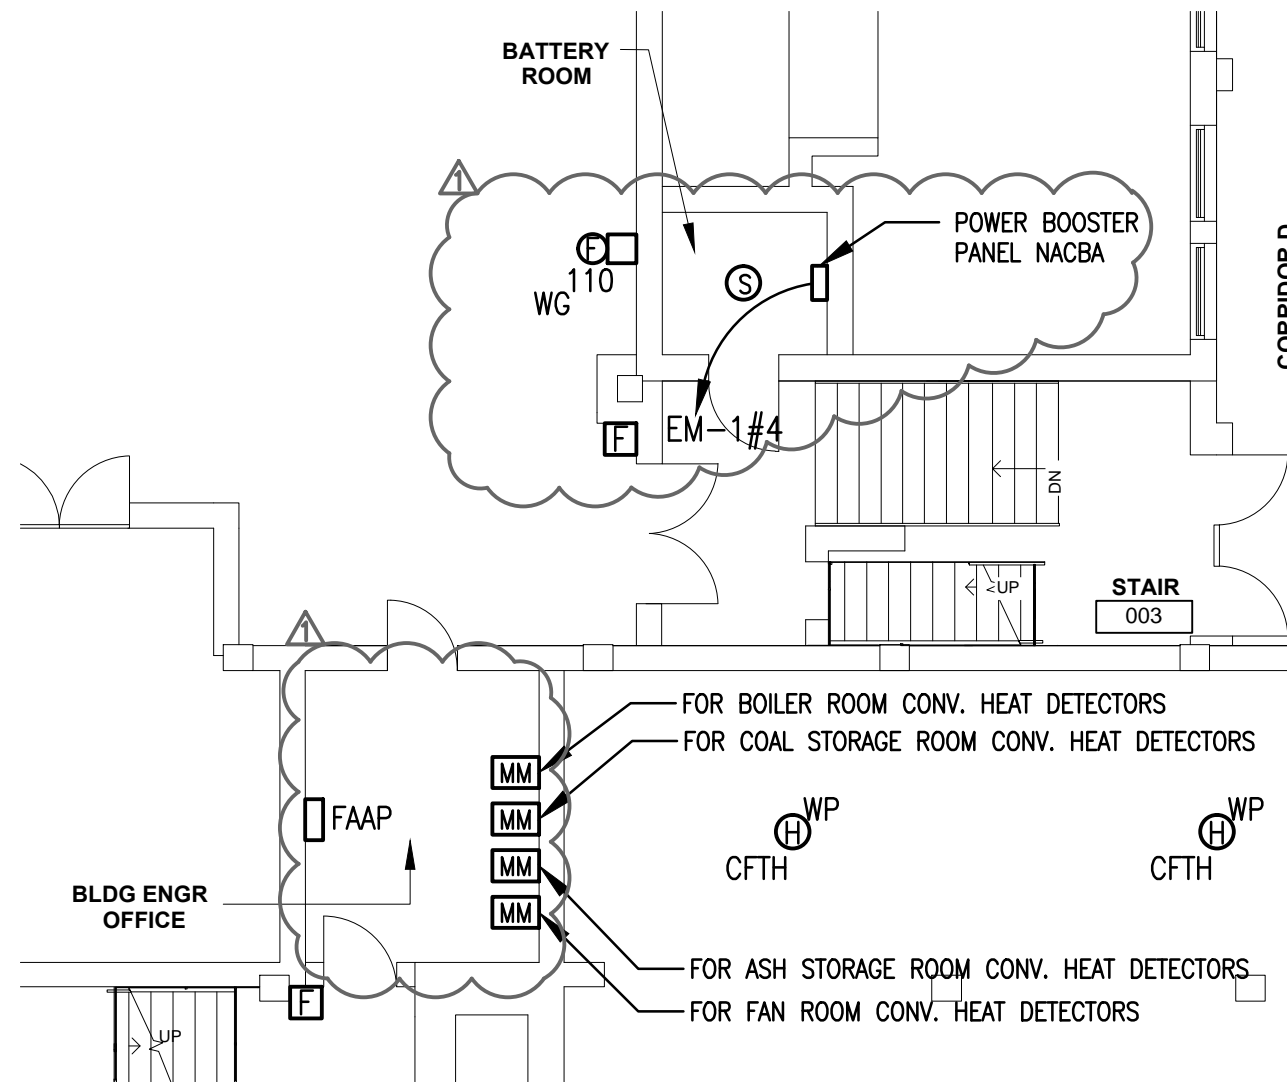 BATTERY
ROOM
1
POWER BOOSTER
PANEL NACBA
F
110
WG
S
CORRIDOR D
F
EM-1#4
DN
<UP
STAIR
003
1
FOR BOILER ROOM CONV. HEAT DETECTORS
FOR COAL STORAGE ROOM CONV. HEAT DETECTORS
MM
MM
MM
MM
FAAP
H
WP
CFTH
H
WP
CFTH
BLDG ENGR
OFFICE
FOR ASH STORAGE ROOM CONV. HEAT DETECTORS
FOR FAN ROOM CONV. HEAT DETECTORS
F
UP